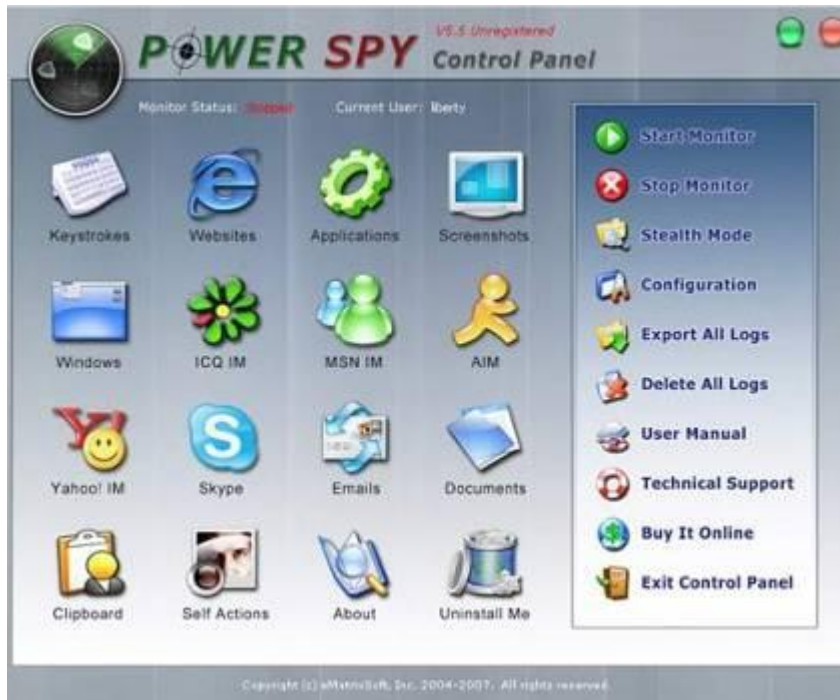 POWER SPY
V5.5 Unregistered
Control Panel
Monitor Status: Stopped
Current User: liberty
Keystrokes
Websites
Applications
Screenshots
Windows
ICQ IM
MSN IM
AIM
Yahoo! IM
Skype
Emails
Documents
Clipboard
Self Actions
About
Uninstall Me
Start Monitor
Stop Monitor
Stealth Mode
Configuration
Export All Logs
Delete All Logs
User Manual
Technical Support
Buy It Online
Exit Control Panel
Copyright (c) eMatrixSoft, Inc. 2004-2007. All rights reserved.